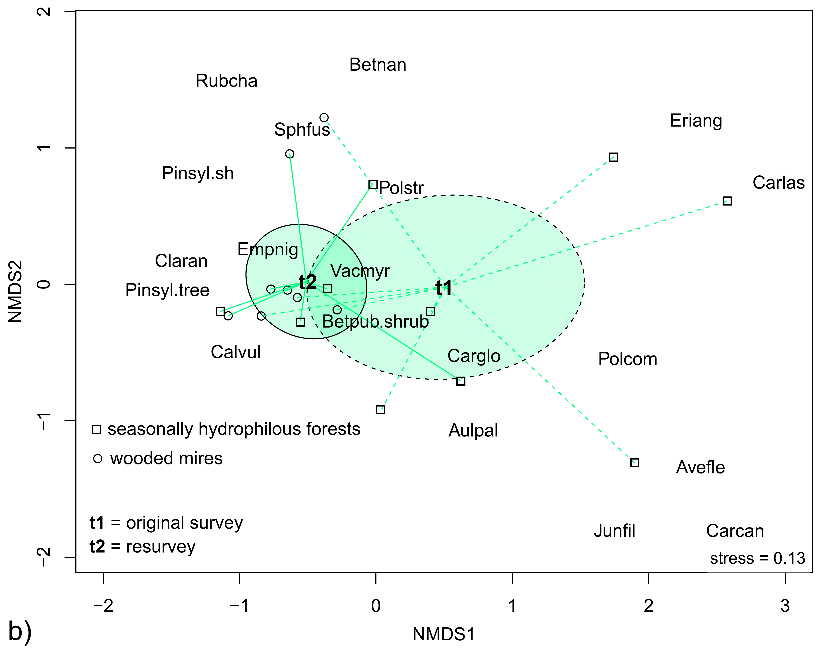 2
1
0
−1
−2
NMDS2
Betnan
Rubcha
Sphfus
Eriang
Pinsyl.sh
Carlas
Polstr
Empnig
Claran
t2
Vacmyr
t1
Pinsyl.tree
Betpub.shrub
Calvul
Carglo
Polcom
seasonally hydrophilous forests
Aulpal
wooded mires
Avefle
t1 = original survey
Junfil
Carcan
t2 = resurvey
stress = 0.13
−2
−1
0
1
2
3
b)
NMDS1